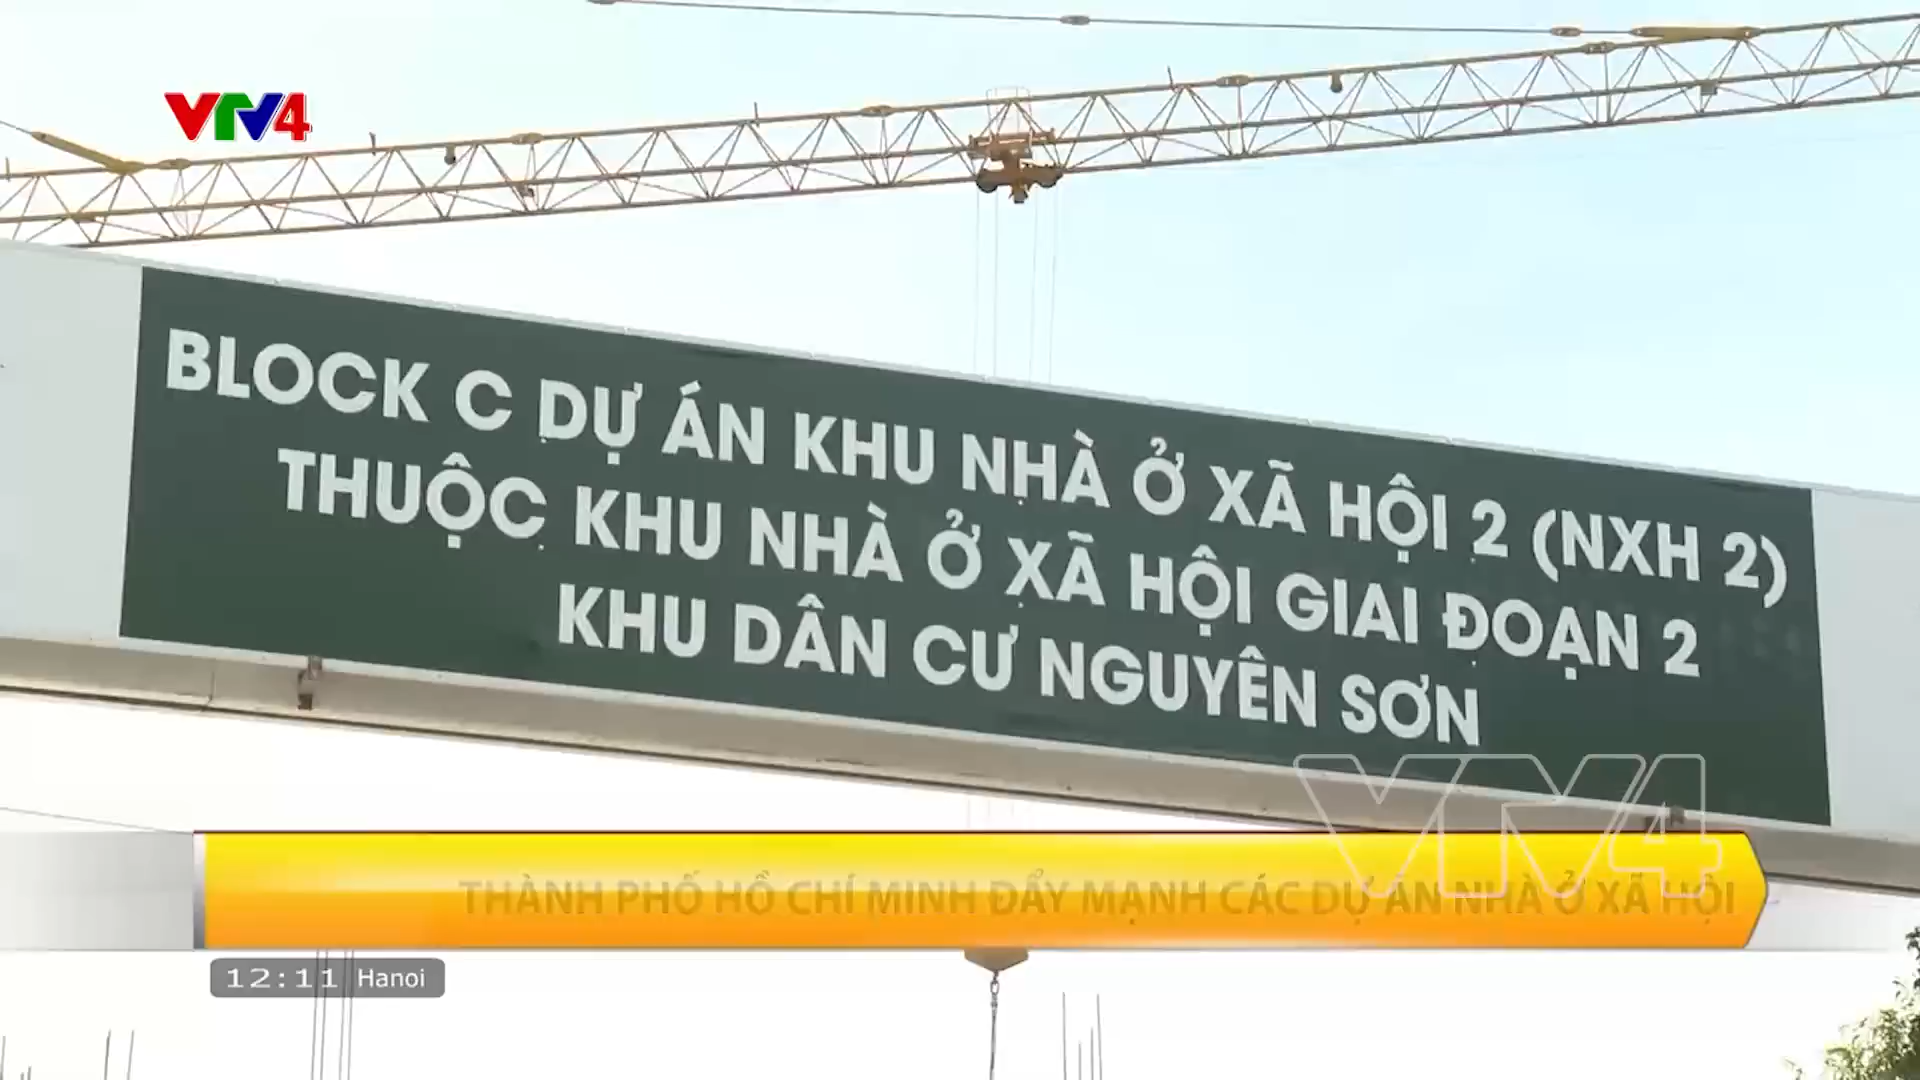 VTV4
BLOCK C DỰ ÁN KHU NHÀ Ở XÃ HỘI 2 (NXH 2)
THUỘC KHU NHÀ Ở XÃ HỘI GIAI ĐOẠN 2
KHU DÂN CƯ NGUYÊN SƠN
VTV4
THÀNH PHỐ HỒ CHÍ MINH ĐẨY MẠNH CÁC DỰ ÁN NHÀ Ở XÃ HỘI
12:11 Hanoi